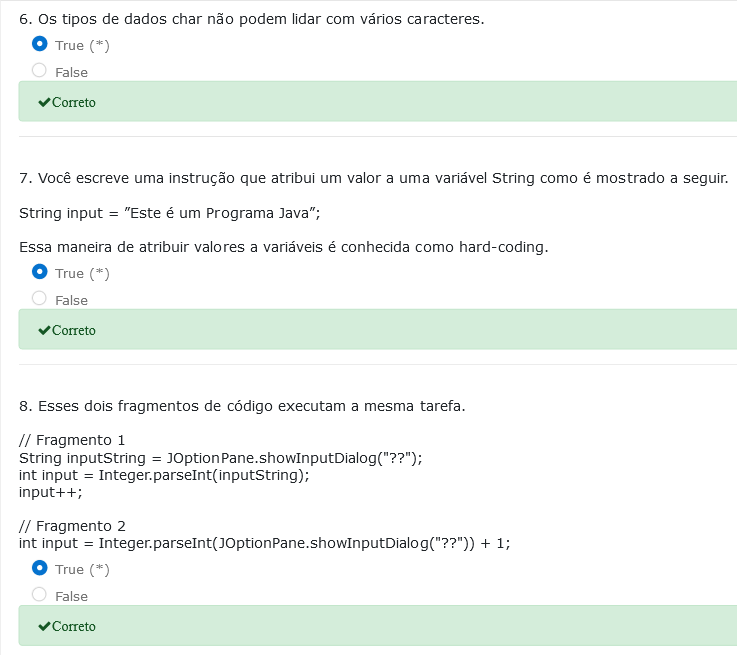 6. Os tipos de dados char não podem lidar com vários caracteres.
True (*)
False
✔Correto
7. Você escreve uma instrução que atribui um valor a uma variável String como é mostrado a seguir.
String input = ”Este é um Programa Java”;
Essa maneira de atribuir valores a variáveis é conhecida como hard-coding.
True (*)
False
✔Correto
8. Esses dois fragmentos de código executam a mesma tarefa.
// Fragmento 1
String inputString = JOptionPane.showInputDialog("??");
int input = Integer.parseInt(inputString);
input++;
// Fragmento 2
int input = Integer.parseInt(JOptionPane.showInputDialog("??")) + 1;
True (*)
False
✔Correto